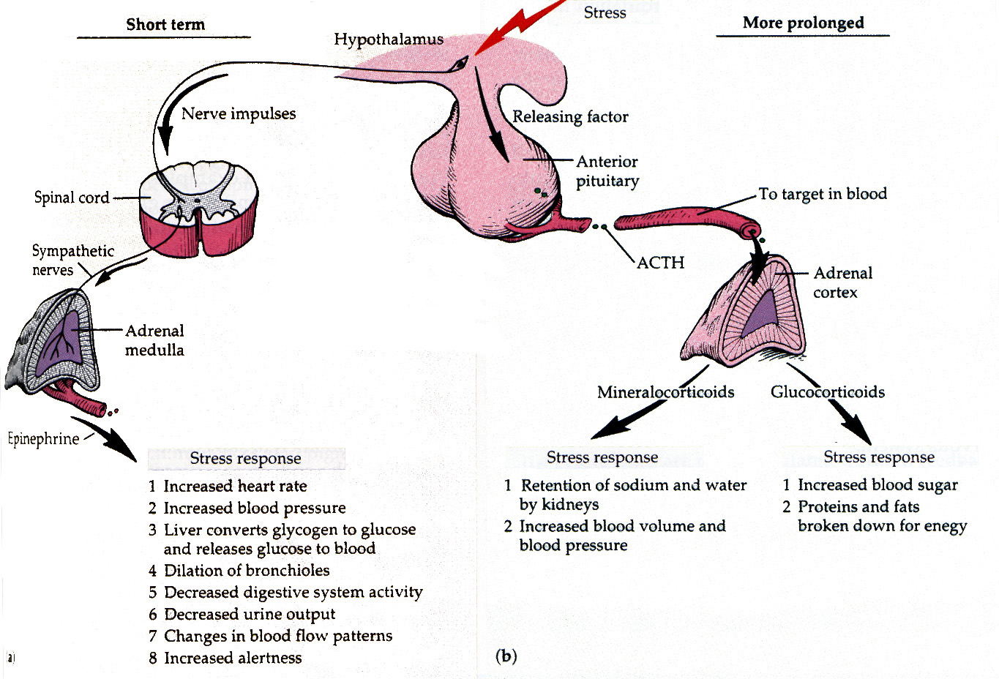 Short term
Stress
More prolonged
Hypothalamus
Nerve impulses
Releasing factor
Anterior
pituitary
Spinal cord
To target in blood
Sympathetic
nerves
ACTH
Adrenal
cortex
Adrenal
medulla
Mineralocorticoids
Glucocorticoids
Epinephrine
Stress response
1 Increased heart rate
2 Increased blood pressure
3 Liver converts glycogen to glucose
and releases glucose to blood
4 Dilation of bronchioles
5 Decreased digestive system activity
6 Decreased urine output
7 Changes in blood flow patterns
8 Increased alertness
a)
Stress response
1 Retention of sodium and water
by kidneys
2 Increased blood volume and
blood pressure
Stress response
1 Increased blood sugar
2 Proteins and fats
broken down for enegy
(b)